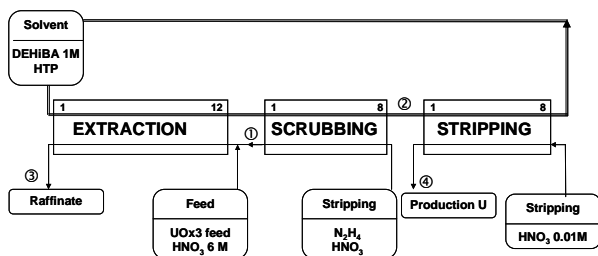 Solvent
DEHiBA 1M
HTP
1 12
EXTRACTION
1 8
SCRUBBING
②
1 8
STRIPPING
①
③
Raffinate
Feed
UOx3 feed
HNO₃ 6 M
Stripping
N₂H₄
HNO₃
④
Production U
Stripping
HNO₃ 0.01M